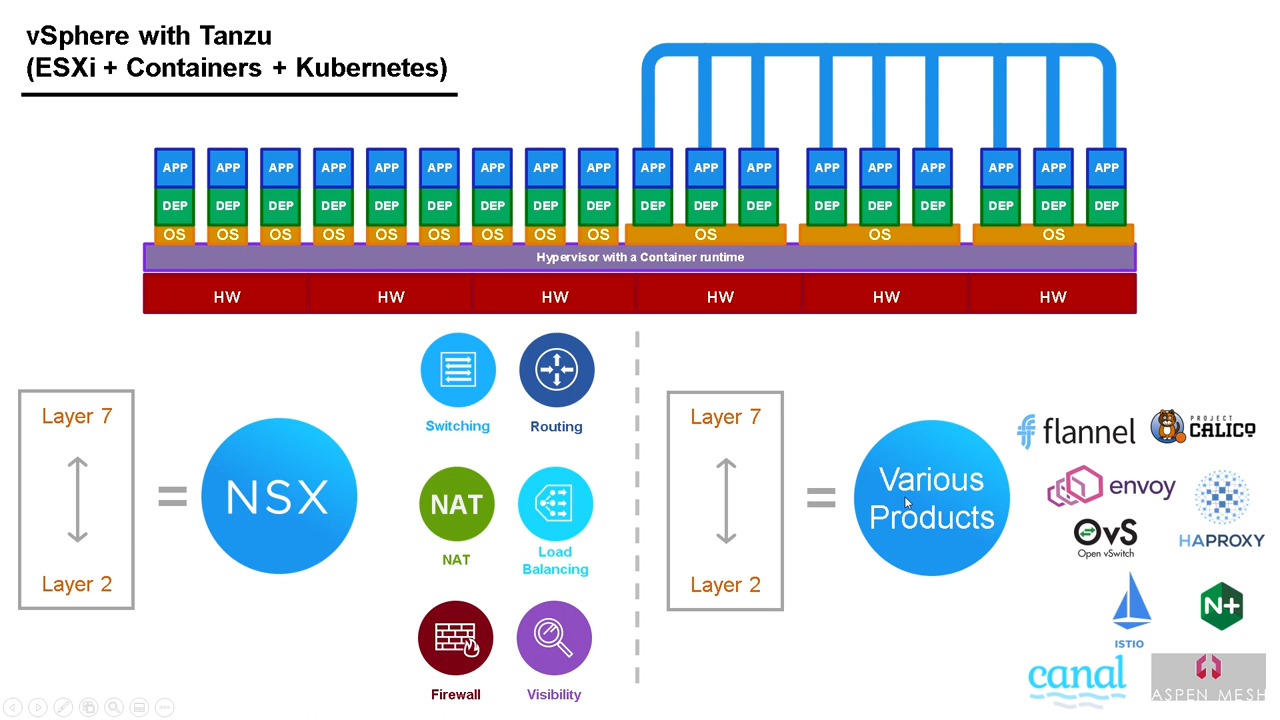 vSphere with Tanzu
(ESXi + Containers + Kubernetes)
APP APP APP APP APP APP APP APP APP APP APP APP APP APP APP APP APP APP
DEP DEP DEP DEP DEP DEP DEP DEP DEP DEP DEP DEP DEP DEP DEP DEP DEP DEP
OS OS OS OS OS OS OS OS OS OS OS OS
Hypervisor with a Container runtime
HW HW HW HW HW HW
Layer 7
Layer 2
=
NSX
Switching
Routing
NAT
NAT
Load
Balancing
Firewall
Visibility
Layer 7
Layer 2
=
Various
Products
flannel
PROJECT
CALICO
envoy
OvS
Open vSwitch
HAPROXY
ISTIO
N+
canal
ASPEN MESH